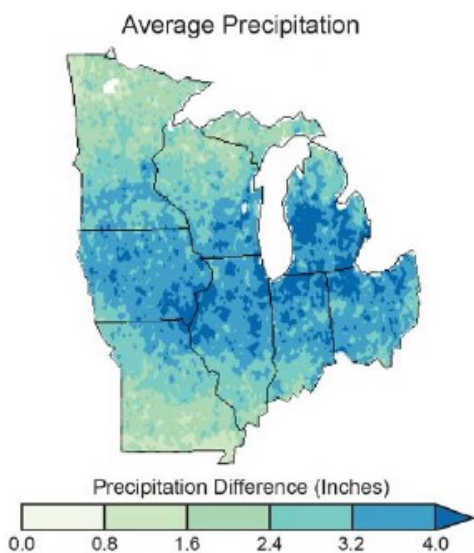 Average Precipitation
Precipitation Difference (Inches)
0.0 0.8 1.6 2.4 3.2 4.0